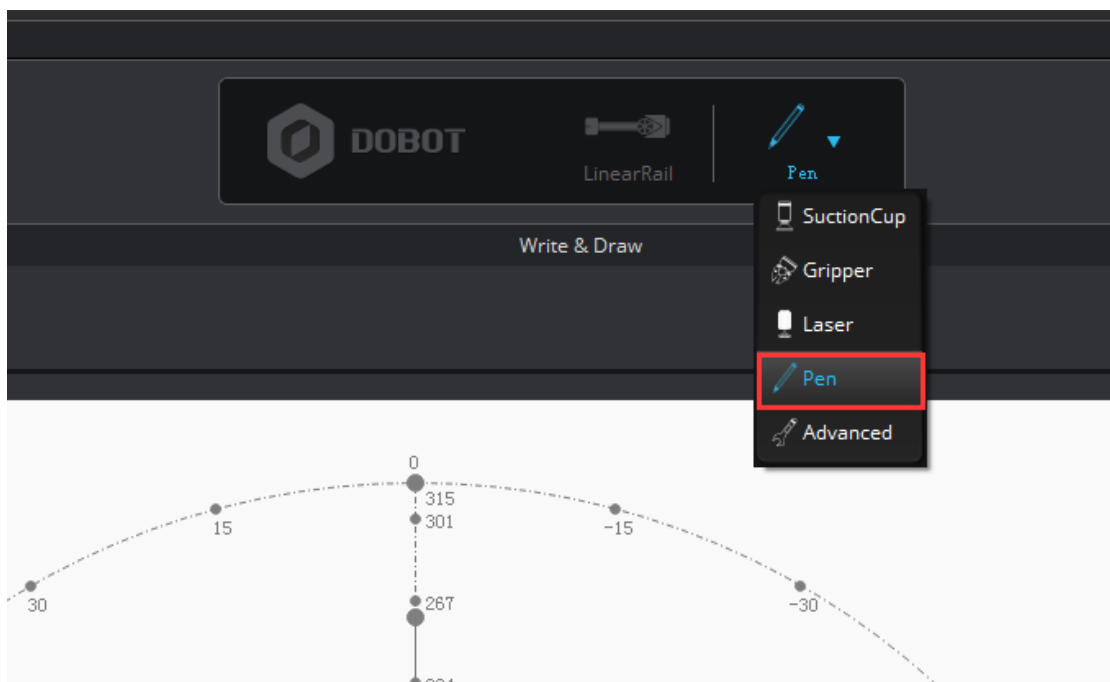 DOBOT
LinearRail
Pen
SuctionCup
Write & Draw
Gripper
Laser
Pen
Advanced
0
315
301
15
-15
267
30
-30